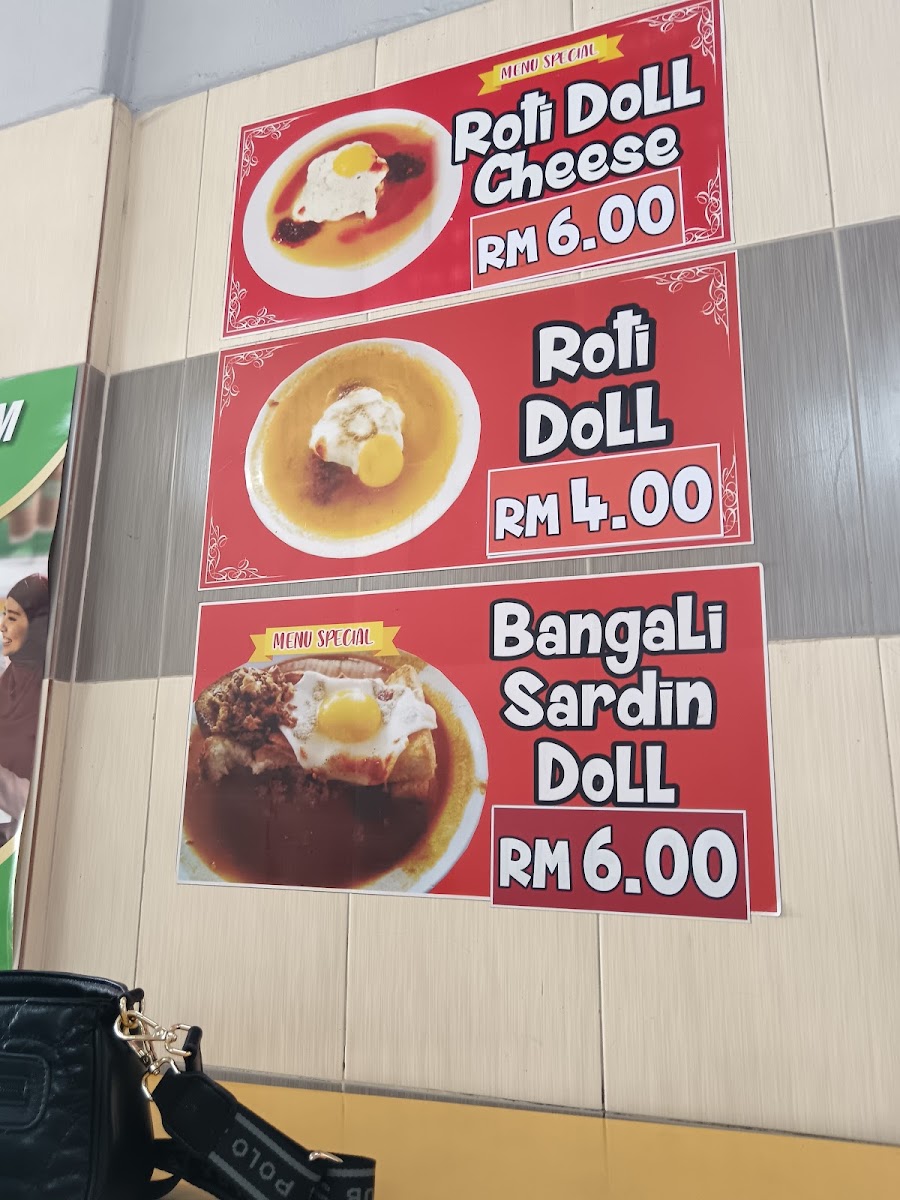 MENU SPECIAL
Roti DoLL
Cheese
RM 6.00
Roti
DoLL
RM 4.00
M
MENU SPECIAL
BangaLi
Sardin
DoLL
RM 6.00
POLO